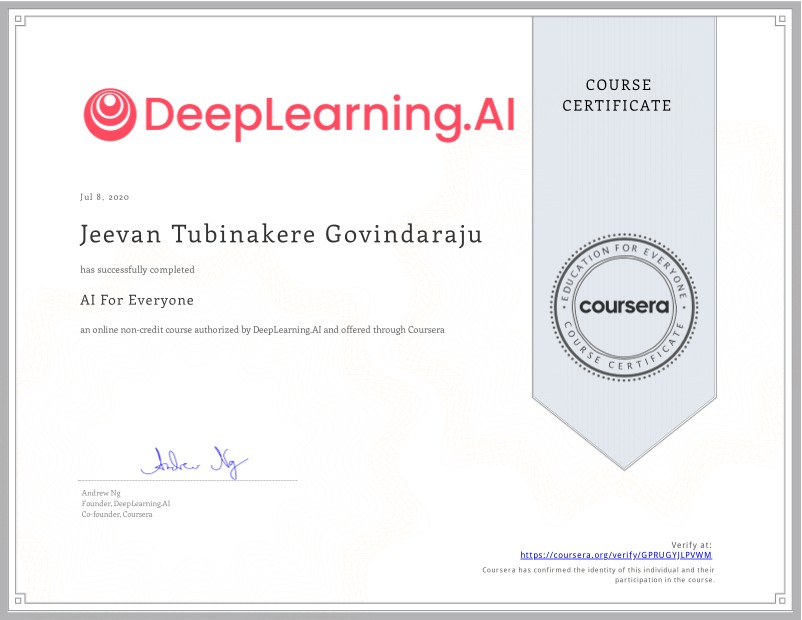 DeepLearning.AI
COURSE
CERTIFICATE
Jul 8, 2020
Jeevan Tubinakere Govindaraju
has successfully completed
AI For Everyone
an online non-credit course authorized by DeepLearning.AI and offered through Coursera
EDUCATION FOR EVERYONE
coursera
COURSE CERTIFICATE
Andrew Ng
Andrew Ng
Founder, DeepLearning.AI
Co-founder, Coursera
Verify at:
https://coursera.org/verify/GPRUGYJLPVWM
Coursera has confirmed the identity of this individual and their
participation in the course.